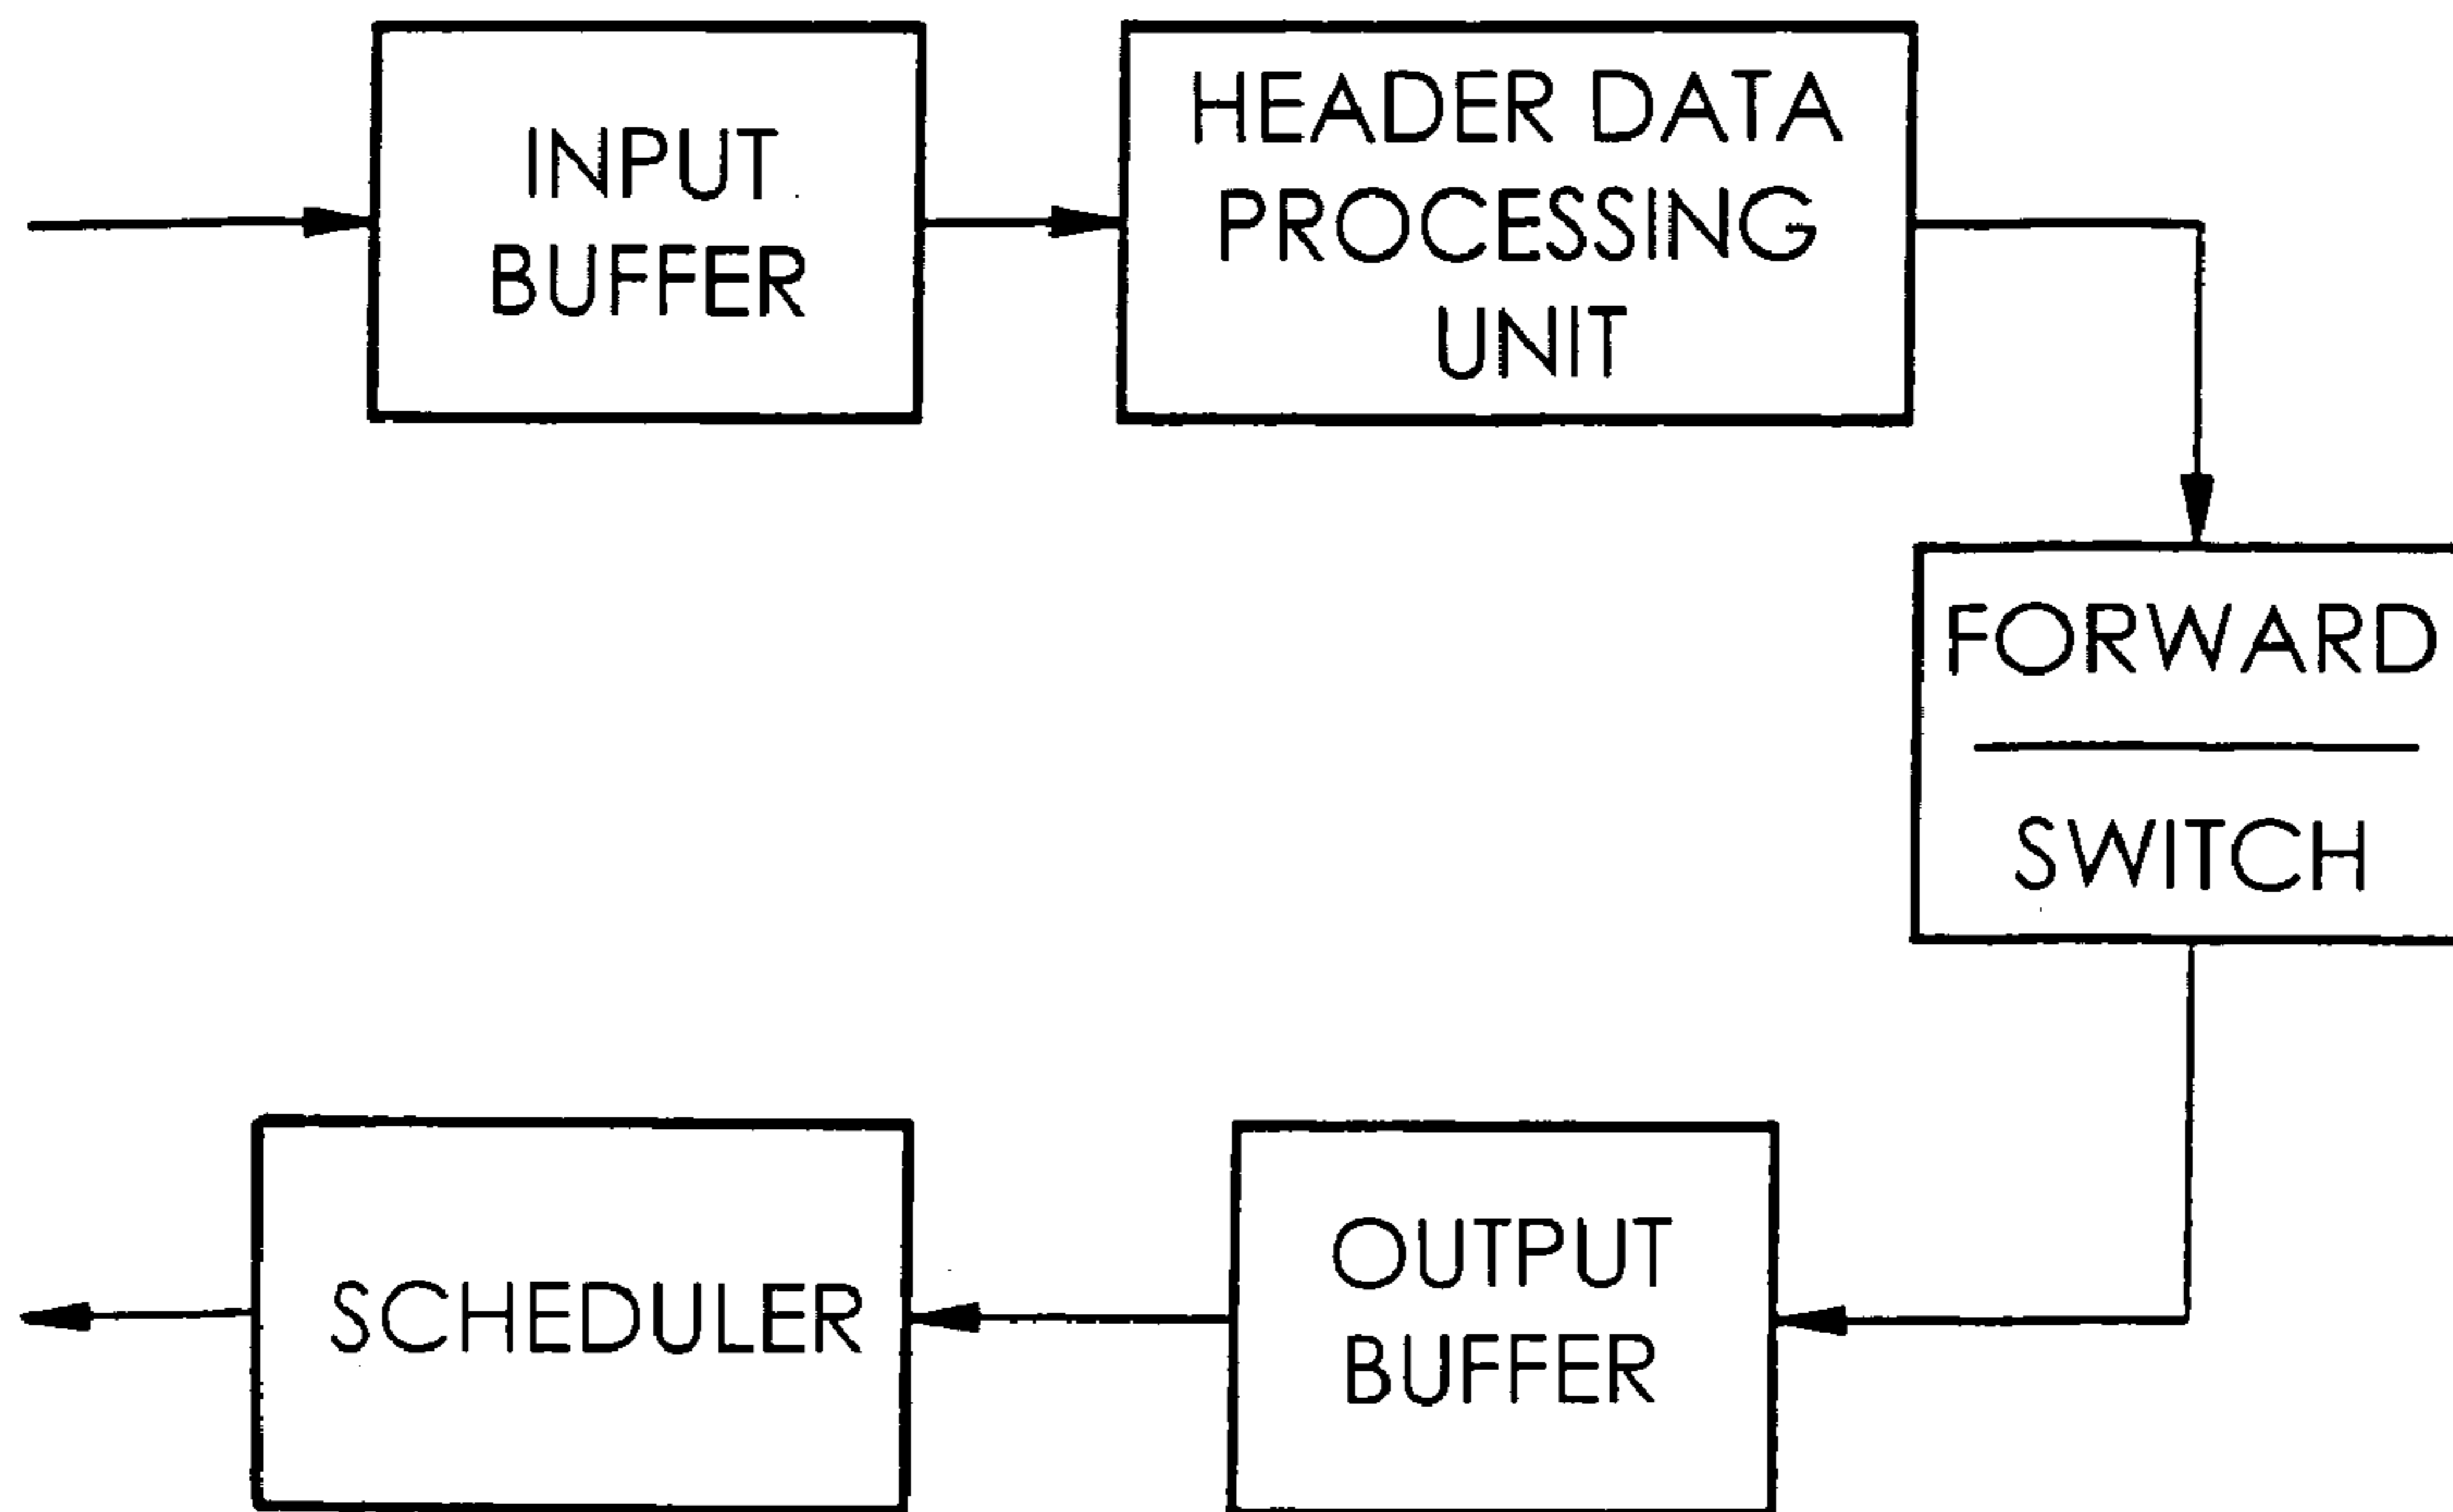 INPUT
BUFFER
HEADER DATA
PROCESSING
UNIT
FORWARD
SWITCH
OUTPUT
BUFFER
SCHEDULER